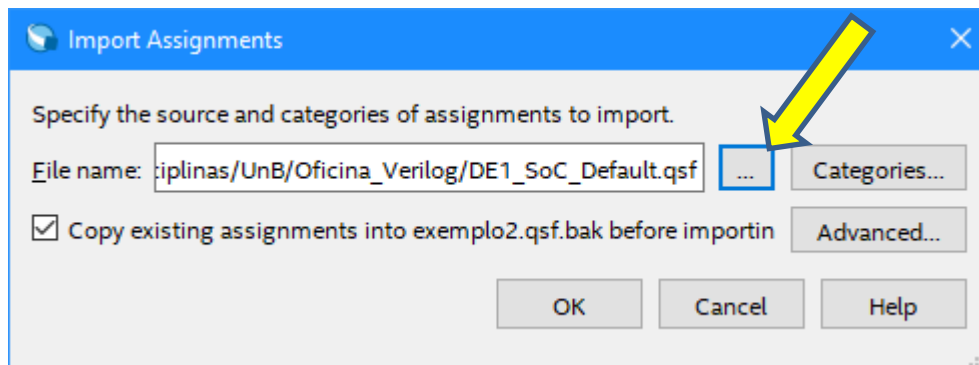 Import Assignments
Specify the source and categories of assignments to import.
File name: iplinas/UnB/Oficina_Verilog/DE1_SoC_Default.qsf ... Categories...
Copy existing assignments into exemplo2.qsf.bak before importin Advanced...
OK Cancel Help